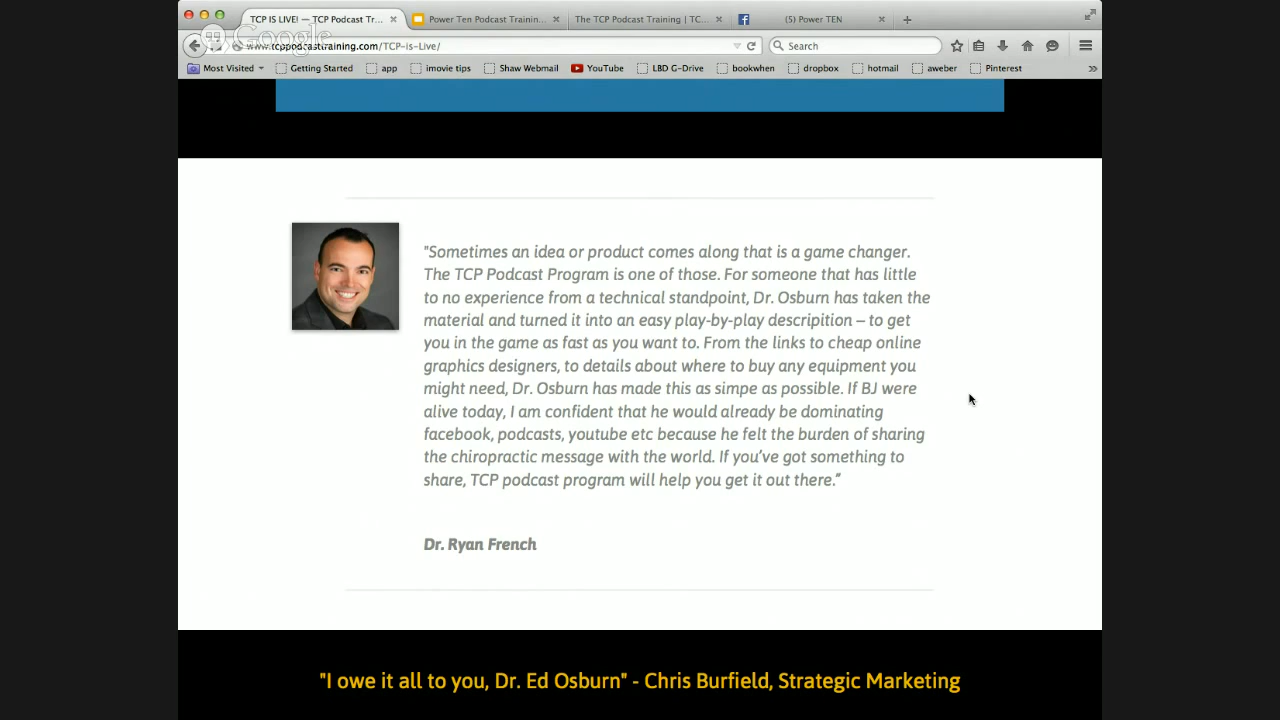 TCP IS LIVE! — TCP Podcast Tr...
Power Ten Podcast Trainin...
The TCP Podcast Training | TC...
(5) Power TEN
Google
www.tcppodcasttraining.com/TCP-is-Live/
Search
Most Visited
Getting Started
app
imovie tips
Shaw Webmail
YouTube
LBD G-Drive
bookwhen
dropbox
hotmail
aweber
Pinterest
"Sometimes an idea or product comes along that is a game changer.
The TCP Podcast Program is one of those. For someone that has little
to no experience from a technical standpoint, Dr. Osburn has taken the
material and turned it into an easy play-by-play descripition – to get
you in the game as fast as you want to. From the links to cheap online
graphics designers, to details about where to buy any equipment you
might need, Dr. Osburn has made this as simpe as possible. If BJ were
alive today, I am confident that he would already be dominating
facebook, podcasts, youtube etc because he felt the burden of sharing
the chiropractic message with the world. If you’ve got something to
share, TCP podcast program will help you get it out there.”
Dr. Ryan French
"I owe it all to you, Dr. Ed Osburn" - Chris Burfield, Strategic Marketing